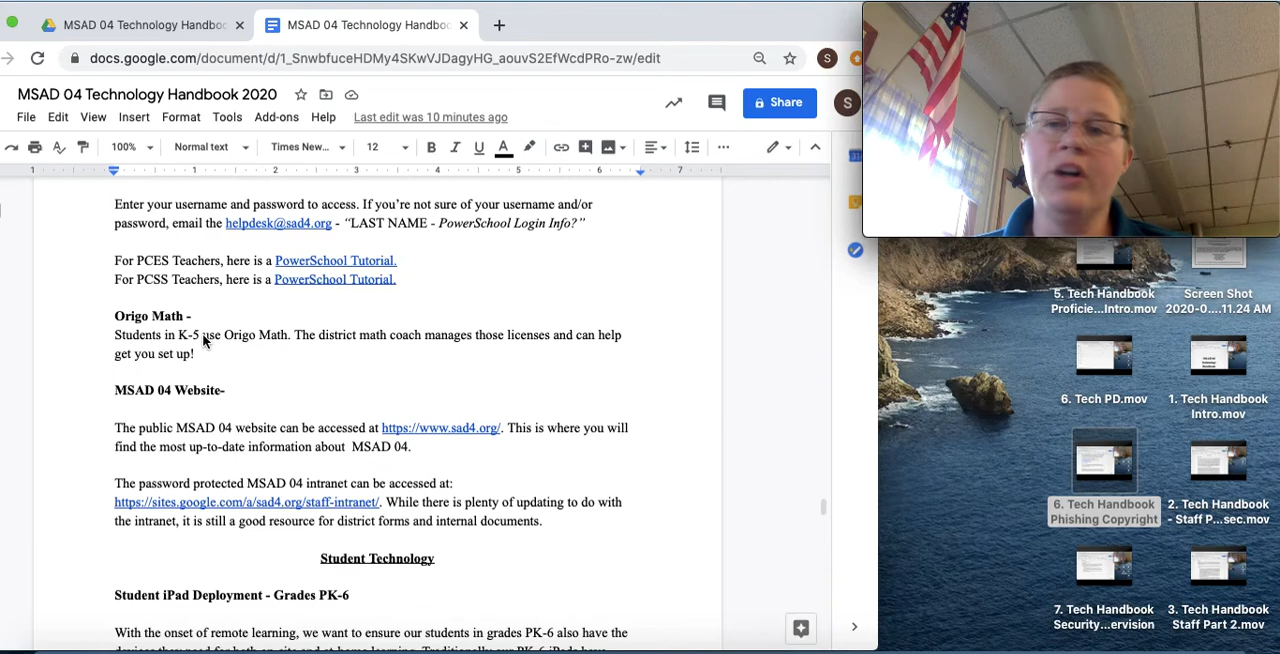 MSAD 04 Technology Handboo
MSAD 04 Technology Handboo
docs.google.com/document/d/1_SnwbfuceHDMy4SKwVJDagyHG_aouvS2EfWcdPRo-zw/edit
S
MSAD 04 Technology Handbook 2020
Share
S
File Edit View Insert Format Tools Add-ons Help Last edit was 10 minutes ago
100% Normal text Times New... 12 B I U A
1 1 2 3 4 5 6 7
Enter your username and password to access. If you're not sure of your username and/or
password, email the helpdesk@sad4.org - “LAST NAME - PowerSchool Login Info?”
For PCES Teachers, here is a PowerSchool Tutorial.
For PCSS Teachers, here is a PowerSchool Tutorial.
Origo Math -
Students in K-5 use Origo Math. The district math coach manages those licenses and can help
get you set up!
MSAD 04 Website-
The public MSAD 04 website can be accessed at https://www.sad4.org/. This is where you will
find the most up-to-date information about  MSAD 04.
The password protected MSAD 04 intranet can be accessed at:
https://sites.google.com/a/sad4.org/staff-intranet/. While there is plenty of updating to do with
the intranet, it is still a good resource for district forms and internal documents.
Student Technology
Student iPad Deployment - Grades PK-6
With the onset of remote learning, we want to ensure our students in grades PK-6 also have the
5. Tech Handbook
Proficie...Intro.mov
Screen Shot
2020-0....11.24 AM
6. Tech PD.mov
1. Tech Handbook
Intro.mov
6. Tech Handbook
Phishing Copyright
2. Tech Handbook
- Staff P...sec.mov
7. Tech Handbook
Security...ervision
3. Tech Handbook
Staff Part 2.mov